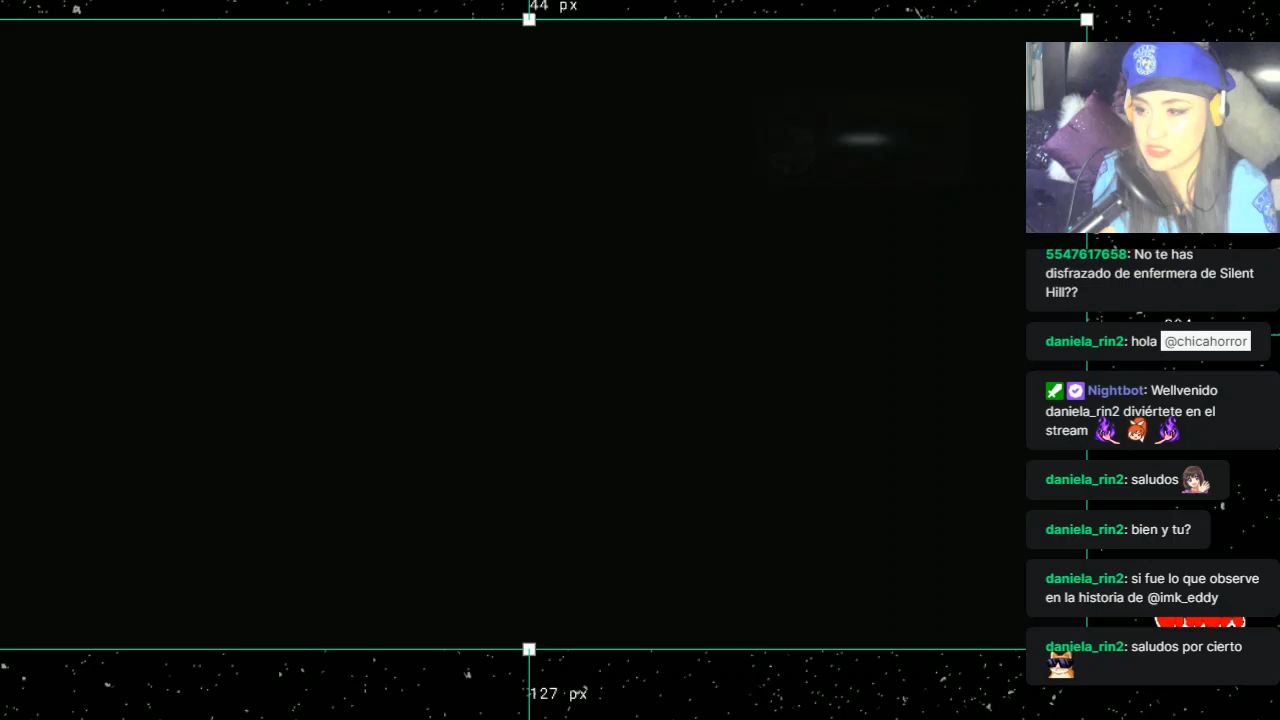 44 px
5547617658: No te has
disfrazado de enfermera de Silent
Hill??
daniela_rin2: hola @chicahorror
Nightbot: Wellvenido
daniela_rin2 diviértete en el
stream
daniela_rin2: saludos
daniela_rin2: bien y tu?
daniela_rin2: si fue lo que observe
en la historia de @imk_eddy
daniela_rin2: saludos por cierto
127 px